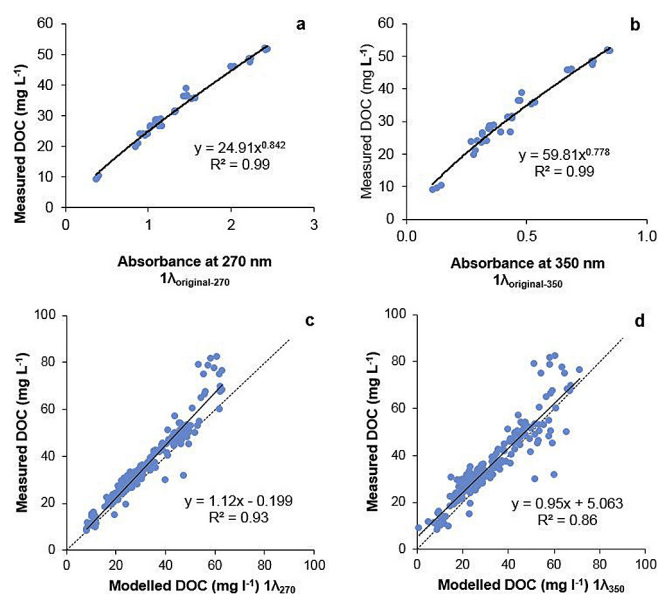 a
Measured DOC (mg L⁻¹)
60
50
40
30
20
10
0
y = 24.91x^0.842
R² = 0.99
0 1 2 3
Absorbance at 270 nm
1λoriginal-270
b
Measured DOC (mg L⁻¹)
60
50
40
30
20
10
0
y = 59.81x^0.778
R² = 0.99
0.0 0.5 1.0
Absorbance at 350 nm
1λoriginal-350
c
Measured DOC (mg L⁻¹)
100
80
60
40
20
0
y = 1.12x - 0.199
R² = 0.93
0 20 40 60 80 100
Modelled DOC (mg l⁻¹) 1λ270
d
Measured DOC (mg L⁻¹)
100
80
60
40
20
0
y = 0.95x + 5.063
R² = 0.86
0 20 40 60 80 100
Modelled DOC (mg l⁻¹) 1λ350